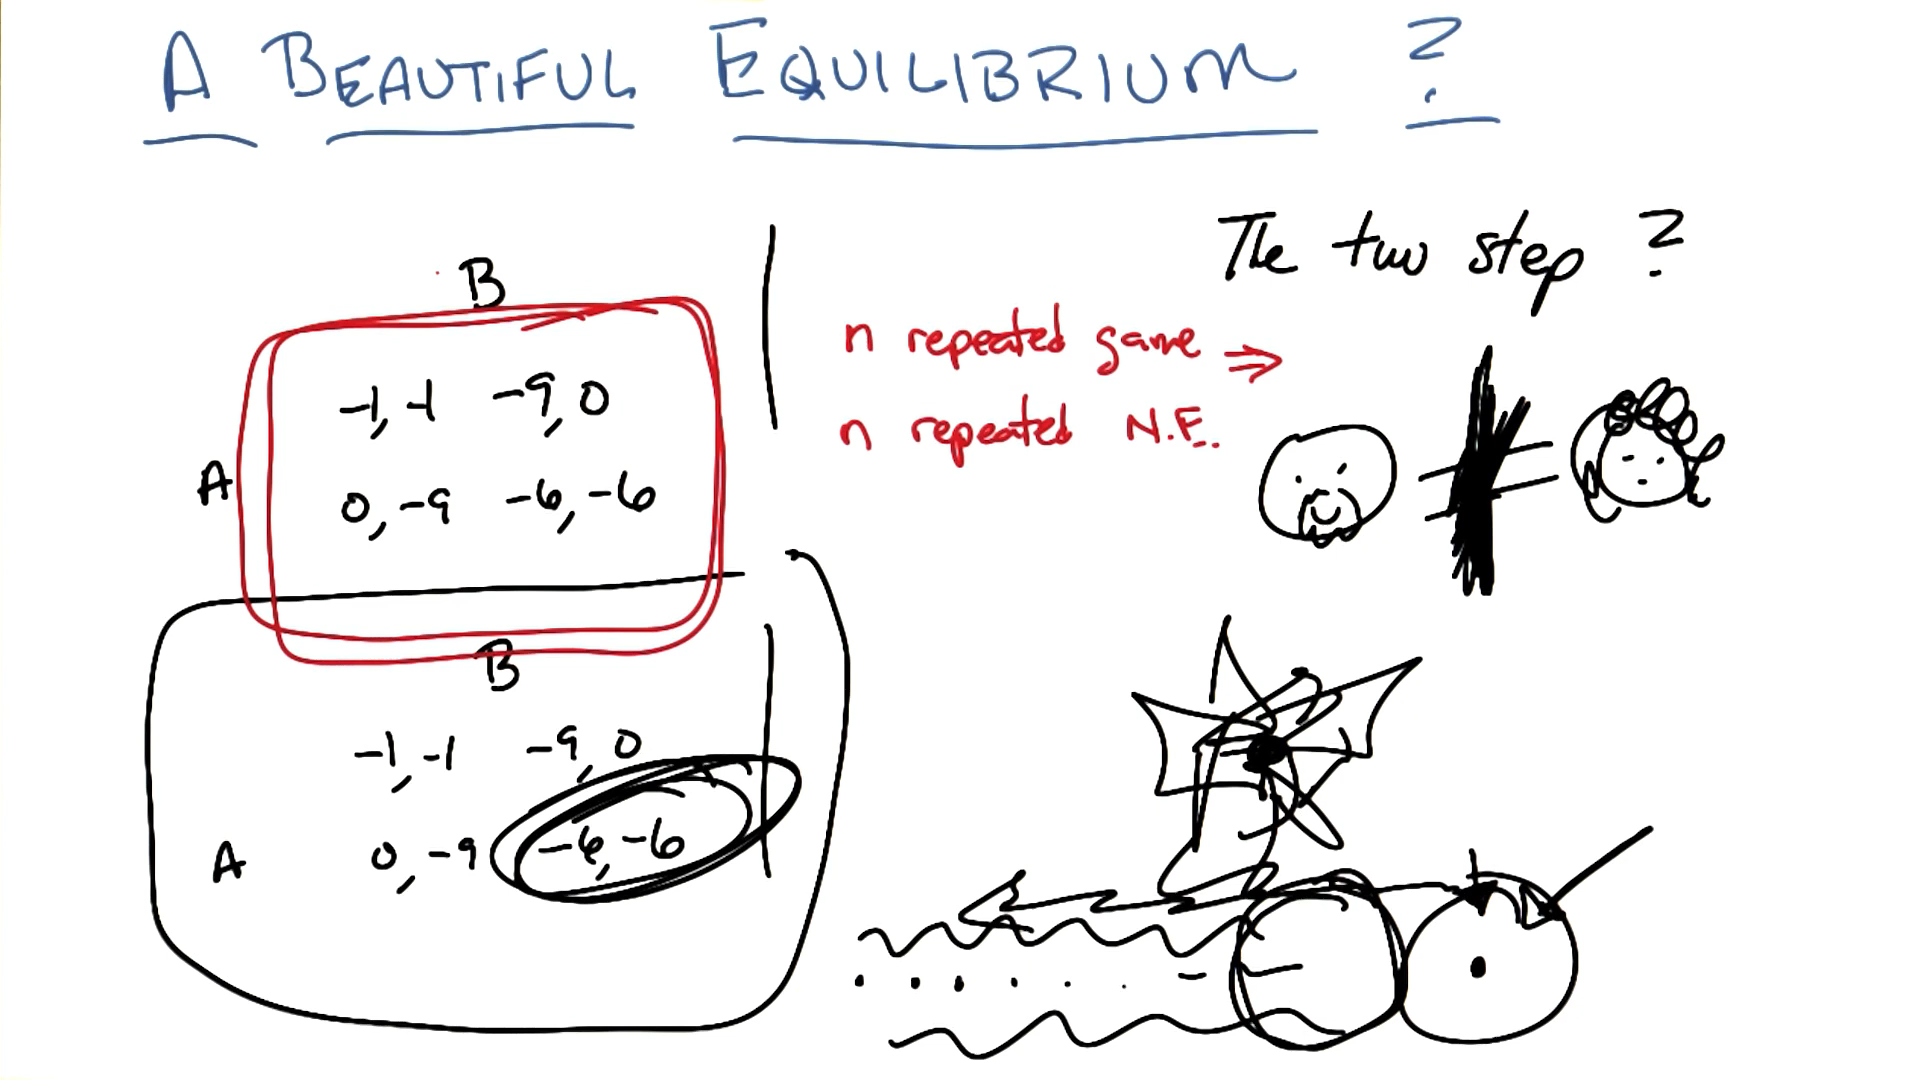 A BEAUTIFUL EQUILIBRIUM ?
The two step ?
B
-1, -1 -9, 0
A
0, -9 -6, -6
n repeated game ⇒
n repeated N.E.
B
-1, -1 -9, 0
A 0, -9 -6, -6